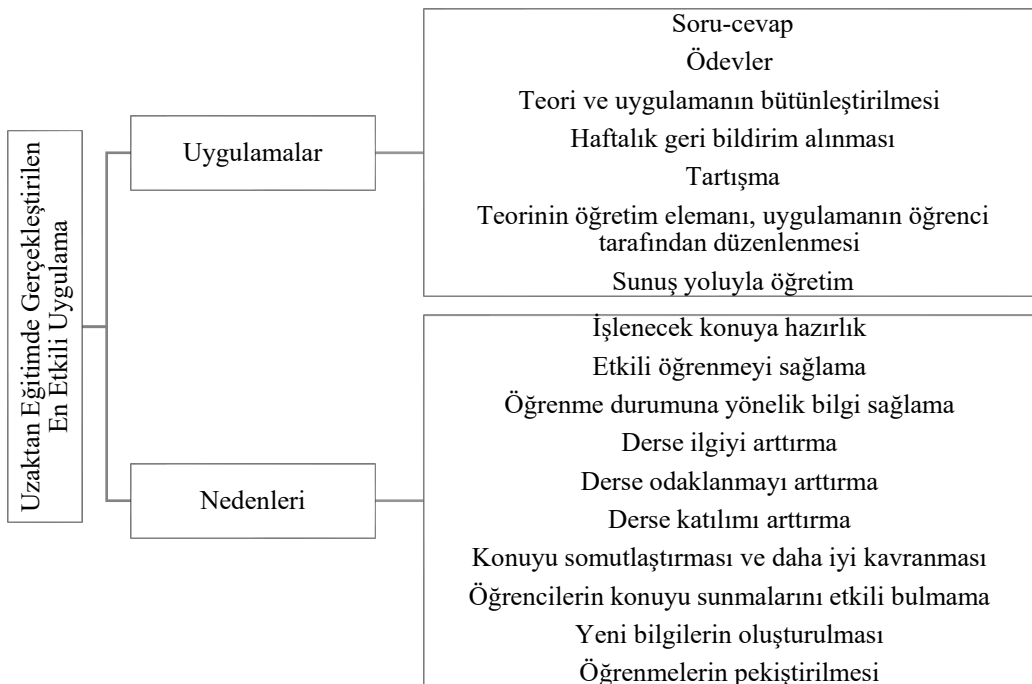 Uzaktan Eğitimde Gerçekleştirilen
En Etkili Uygulama
Uygulamalar
Soru-cevap
Ödevler
Teori ve uygulamanın bütünleştirilmesi
Haftalık geri bildirim alınması
Tartışma
Teorinin öğretim elemanı, uygulamanın öğrenci
tarafından düzenlenmesi
Sunuş yoluyla öğretim
Nedenleri
İşlenecek konuya hazırlık
Etkili öğrenmeyi sağlama
Öğrenme durumuna yönelik bilgi sağlama
Derse ilgiyi arttırma
Derse odaklanmayı arttırma
Derse katılımı arttırma
Konuyu somutlaştırması ve daha iyi kavranması
Öğrencilerin konuyu sunmalarını etkili bulmama
Yeni bilgilerin oluşturulması
Öğrenmelerin pekiştirilmesi